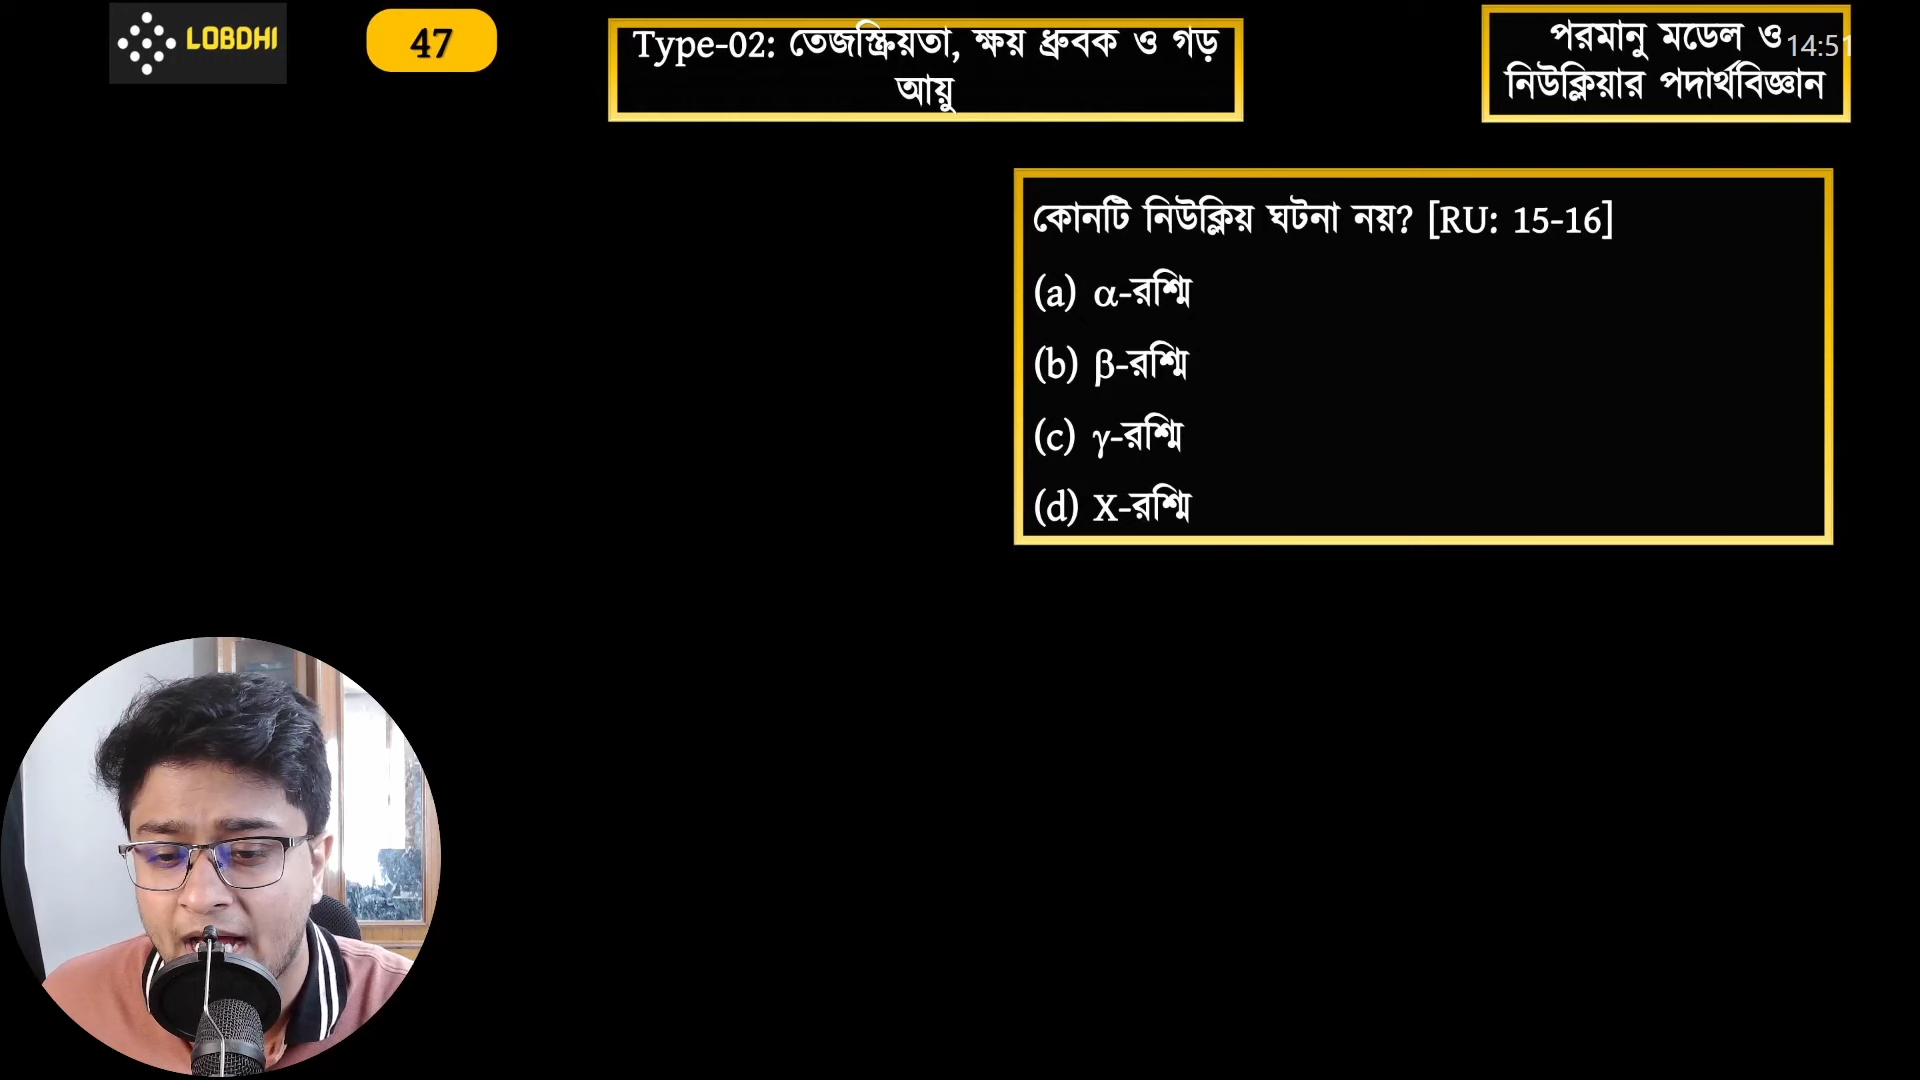 LOBDHI
47
Type-02: তেজস্ক্রিয়তা, ক্ষয় ধ্রুবক ও গড়
আয়ু
পরমানু মডেল ও
14:51
নিউক্লিয়ার পদার্থবিজ্ঞান
কোনটি নিউক্লিয় ঘটনা নয়? [RU: 15-16]
(a) α-রশ্মি
(b) β-রশ্মি
(c) γ-রশ্মি
(d) X-রশ্মি